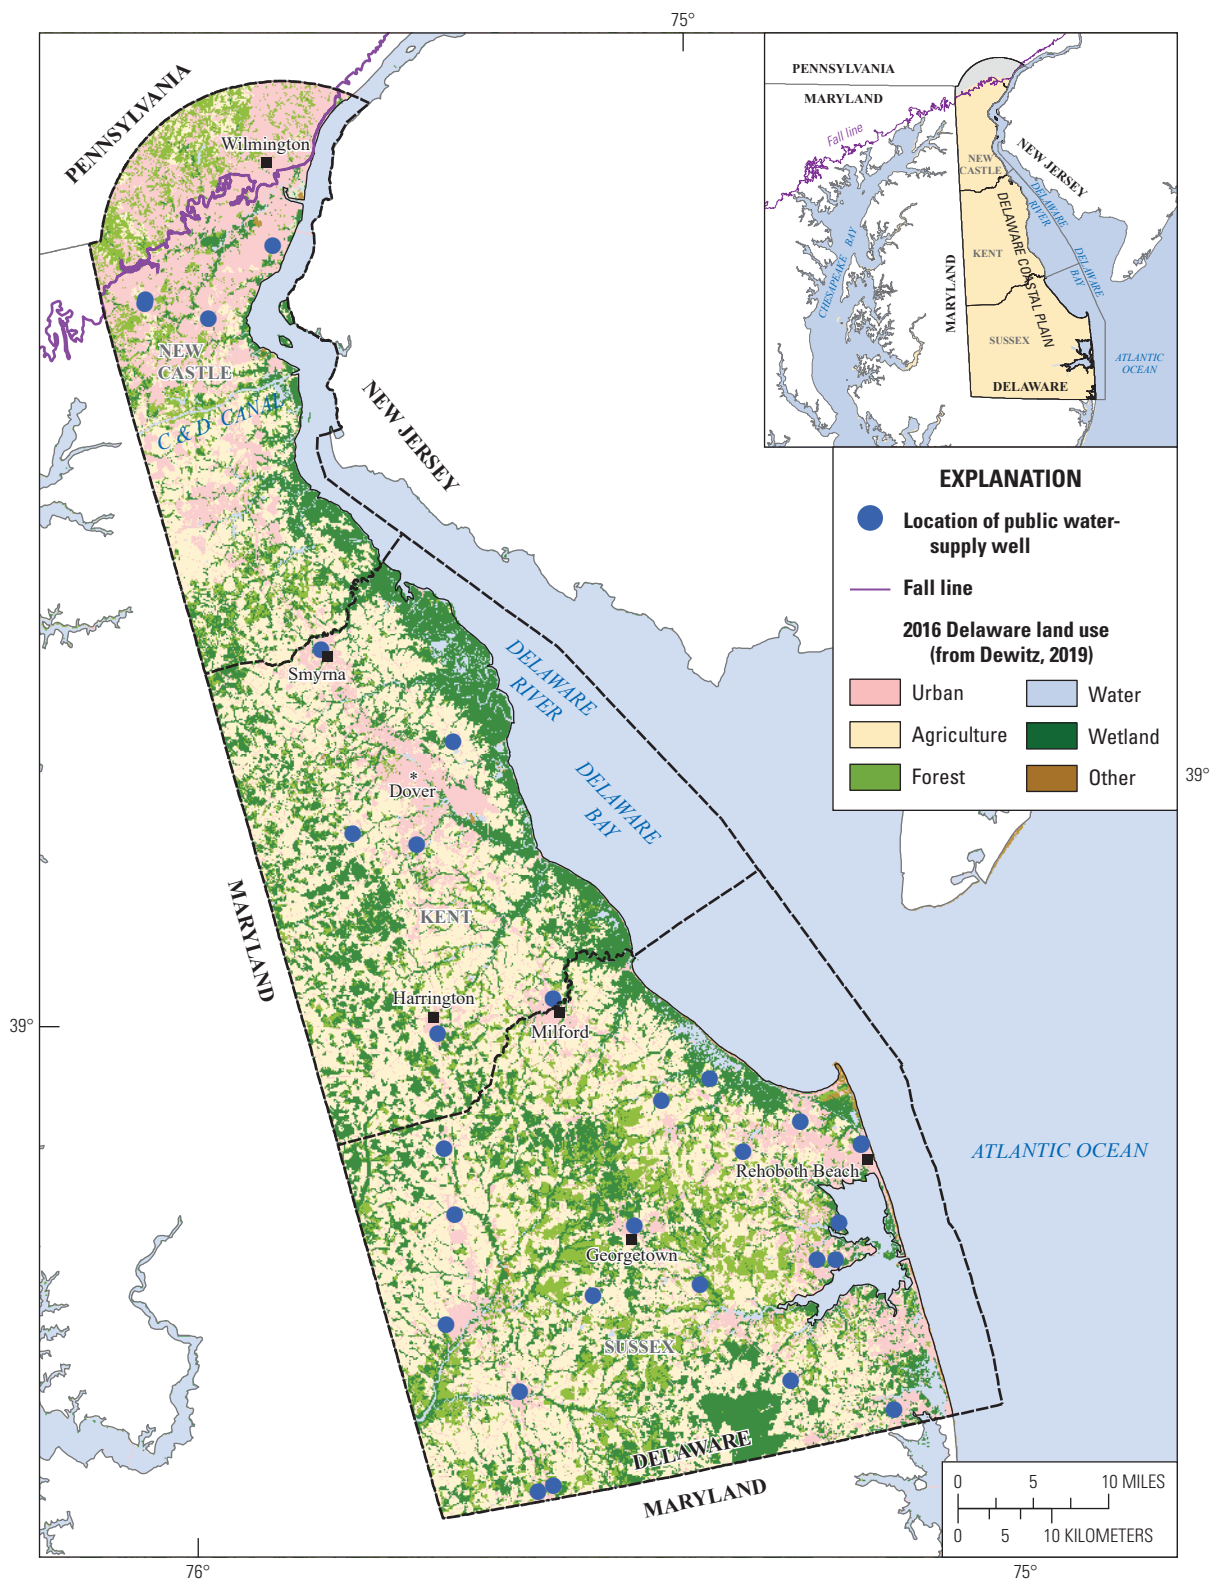 75°
PENNSYLVANIA
Wilmington
NEW
CASTLE
C & D CANAL
NEW JERSEY
Smyrna
DELAWARE
RIVER
DELAWARE
BAY
*
Dover
KENT
MARYLAND
Harrington
Milford
39°
39°
ATLANTIC OCEAN
Rehoboth Beach
Georgetown
SUSSEX
DELAWARE
MARYLAND
76°
75°
PENNSYLVANIA
MARYLAND
Fall line
NEW JERSEY
NEW
CASTLE
DELAWARE
RIVER
DELAWARE COASTAL PLAIN
CHESAPEAKE BAY
KENT
DELAWARE
BAY
MARYLAND
SUSSEX
ATLANTIC
OCEAN
DELAWARE
EXPLANATION
Location of public water-
supply well
Fall line
2016 Delaware land use
(from Dewitz, 2019)
Urban
Water
Agriculture
Wetland
Forest
Other
0 5 10 MILES
0 5 10 KILOMETERS